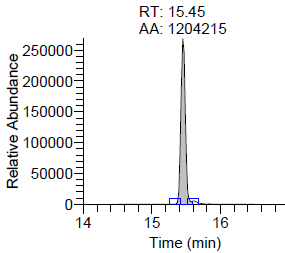 RT: 15.45
AA: 1204215
Relative Abundance
250000
200000
150000
100000
50000
0
14 15 16
Time (min)